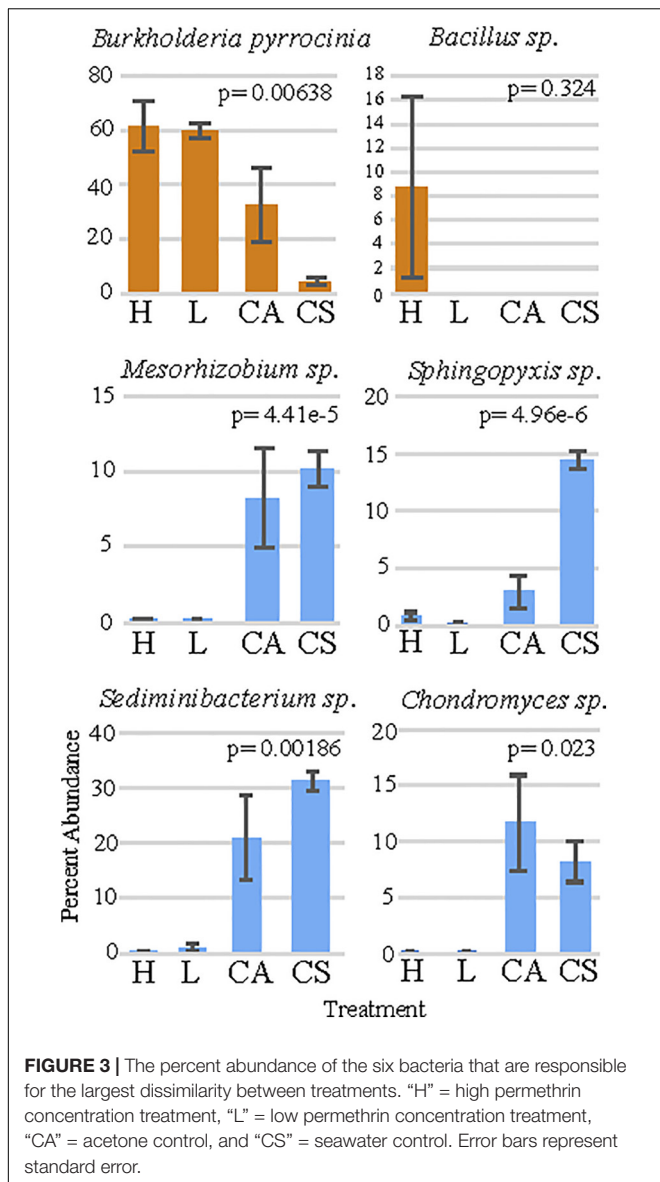 Burkholderia pyrrocinia
Bacillus sp.
80
60
40
20
0
p= 0.00638
H L CA CS
18
16
14
12
10
8
6
4
2
0
p= 0.324
H L CA CS
Mesorhizobium sp.
Sphingopyxis sp.
15
10
5
0
p= 4.41e-5
H L CA CS
20
15
10
5
0
p= 4.96e-6
H L CA CS
Sediminibacterium sp.
Chondromyces sp.
Percent Abundance
40
30
20
10
0
p= 0.00186
H L CA CS
20
15
10
5
0
p= 0.023
H L CA CS
Treatment
FIGURE 3 | The percent abundance of the six bacteria that are responsible
for the largest dissimilarity between treatments. “H” = high permethrin
concentration treatment, “L” = low permethrin concentration treatment,
“CA” = acetone control, and “CS” = seawater control. Error bars represent
standard error.